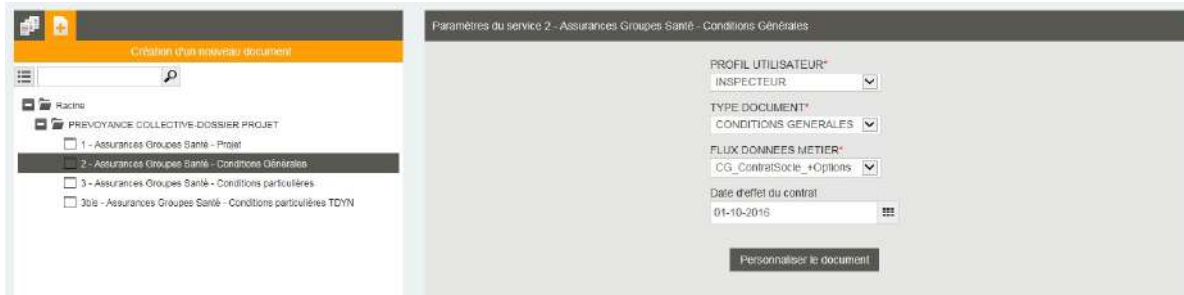 Création d'un nouveau document
Racine
PREVOYANCE COLLECTIVE-DOSSIER PROJET
1 - Assurances Groupes Santé - Projet
2 - Assurances Groupes Santé - Conditions Générales
3 - Assurances Groupes Santé - Conditions particulières
3bis - Assurances Groupes Santé - Conditions particulières TDYN
Paramètres du service 2 - Assurances Groupes Santé - Conditions Générales
PROFIL UTILISATEUR*
INSPECTEUR
TYPE DOCUMENT*
CONDITIONS GENERALES
FLUX DONNEES METIER*
CG_ContratSocle_+Options
Date d'effet du contrat
01-10-2016
Personnaliser le document